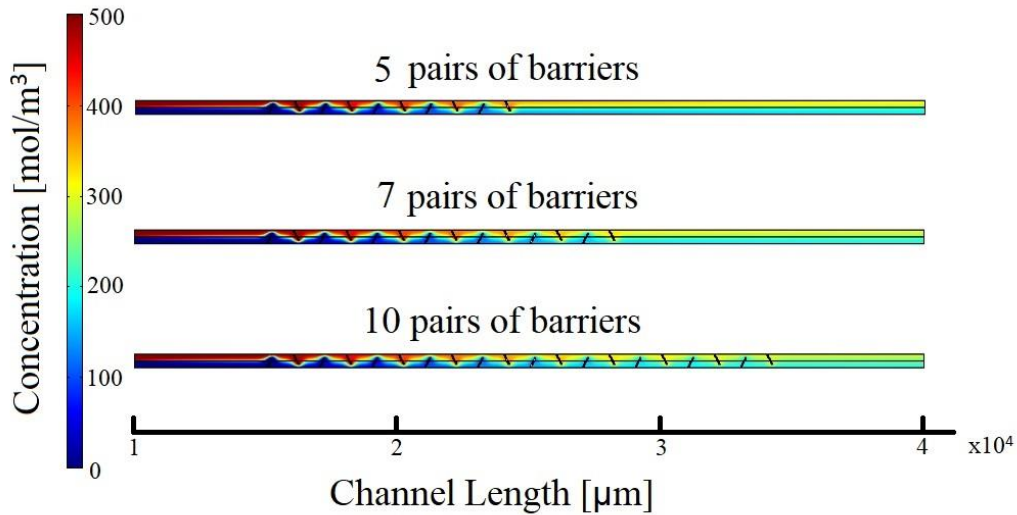 500
400
300
200
100
0
Concentration [mol/m³]
5 pairs of barriers
7 pairs of barriers
10 pairs of barriers
1 2 3 4 x10⁴
Channel Length [μm]